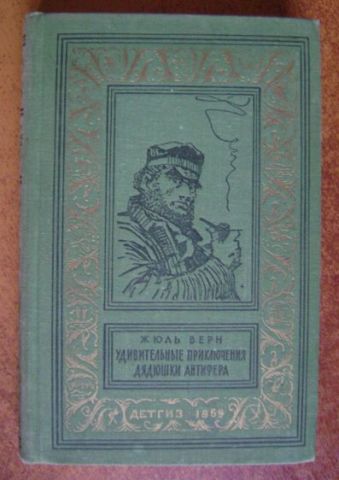 ЖЮЛЬ ВЕРН
УДИВИТЕЛЬНЫЕ ПРИКЛЮЧЕНИЯ
ДЯДЮШКИ АНТИФЕРА
ДЕТГИЗ 1959